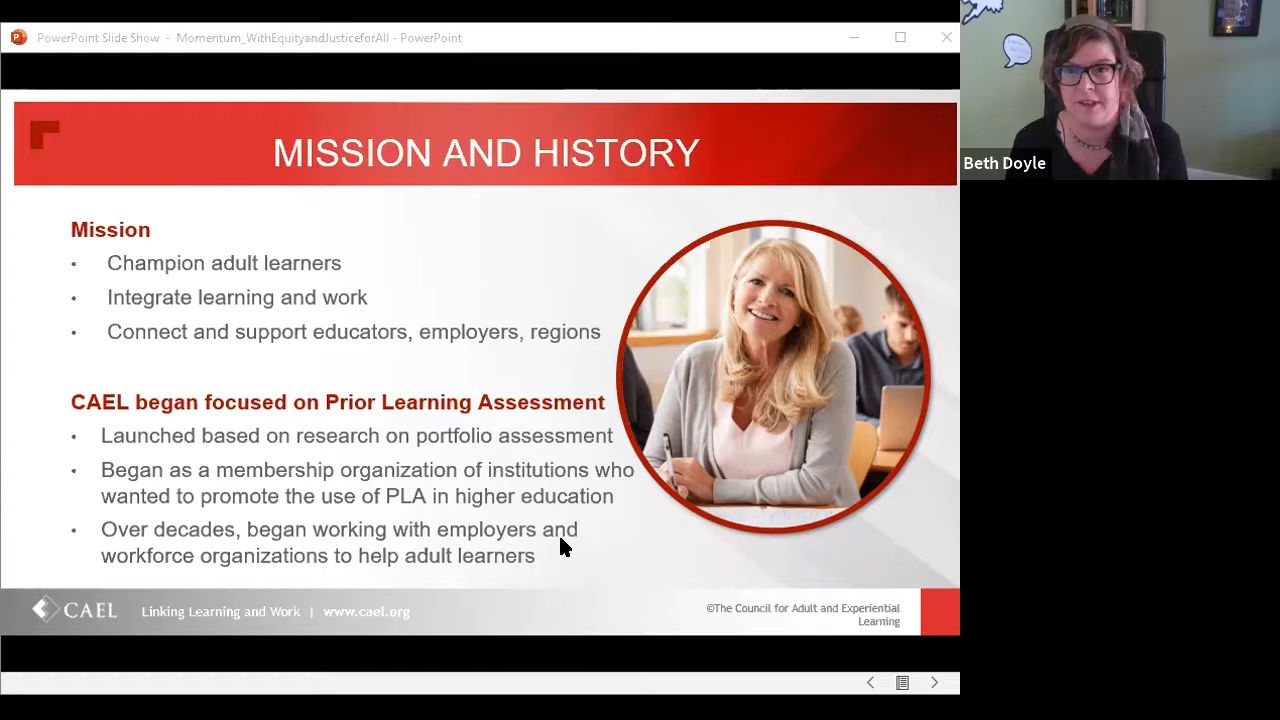 PowerPoint Slide Show - Momentum_WithEquityandJusticeforAll - PowerPoint
MISSION AND HISTORY
Mission
• Champion adult learners
• Integrate learning and work
• Connect and support educators, employers, regions
CAEL began focused on Prior Learning Assessment
• Launched based on research on portfolio assessment
• Began as a membership organization of institutions who
wanted to promote the use of PLA in higher education
• Over decades, began working with employers and
workforce organizations to help adult learners
CAEL
Linking Learning and Work | www.cael.org
©The Council for Adult and Experiential
Learning
Beth Doyle